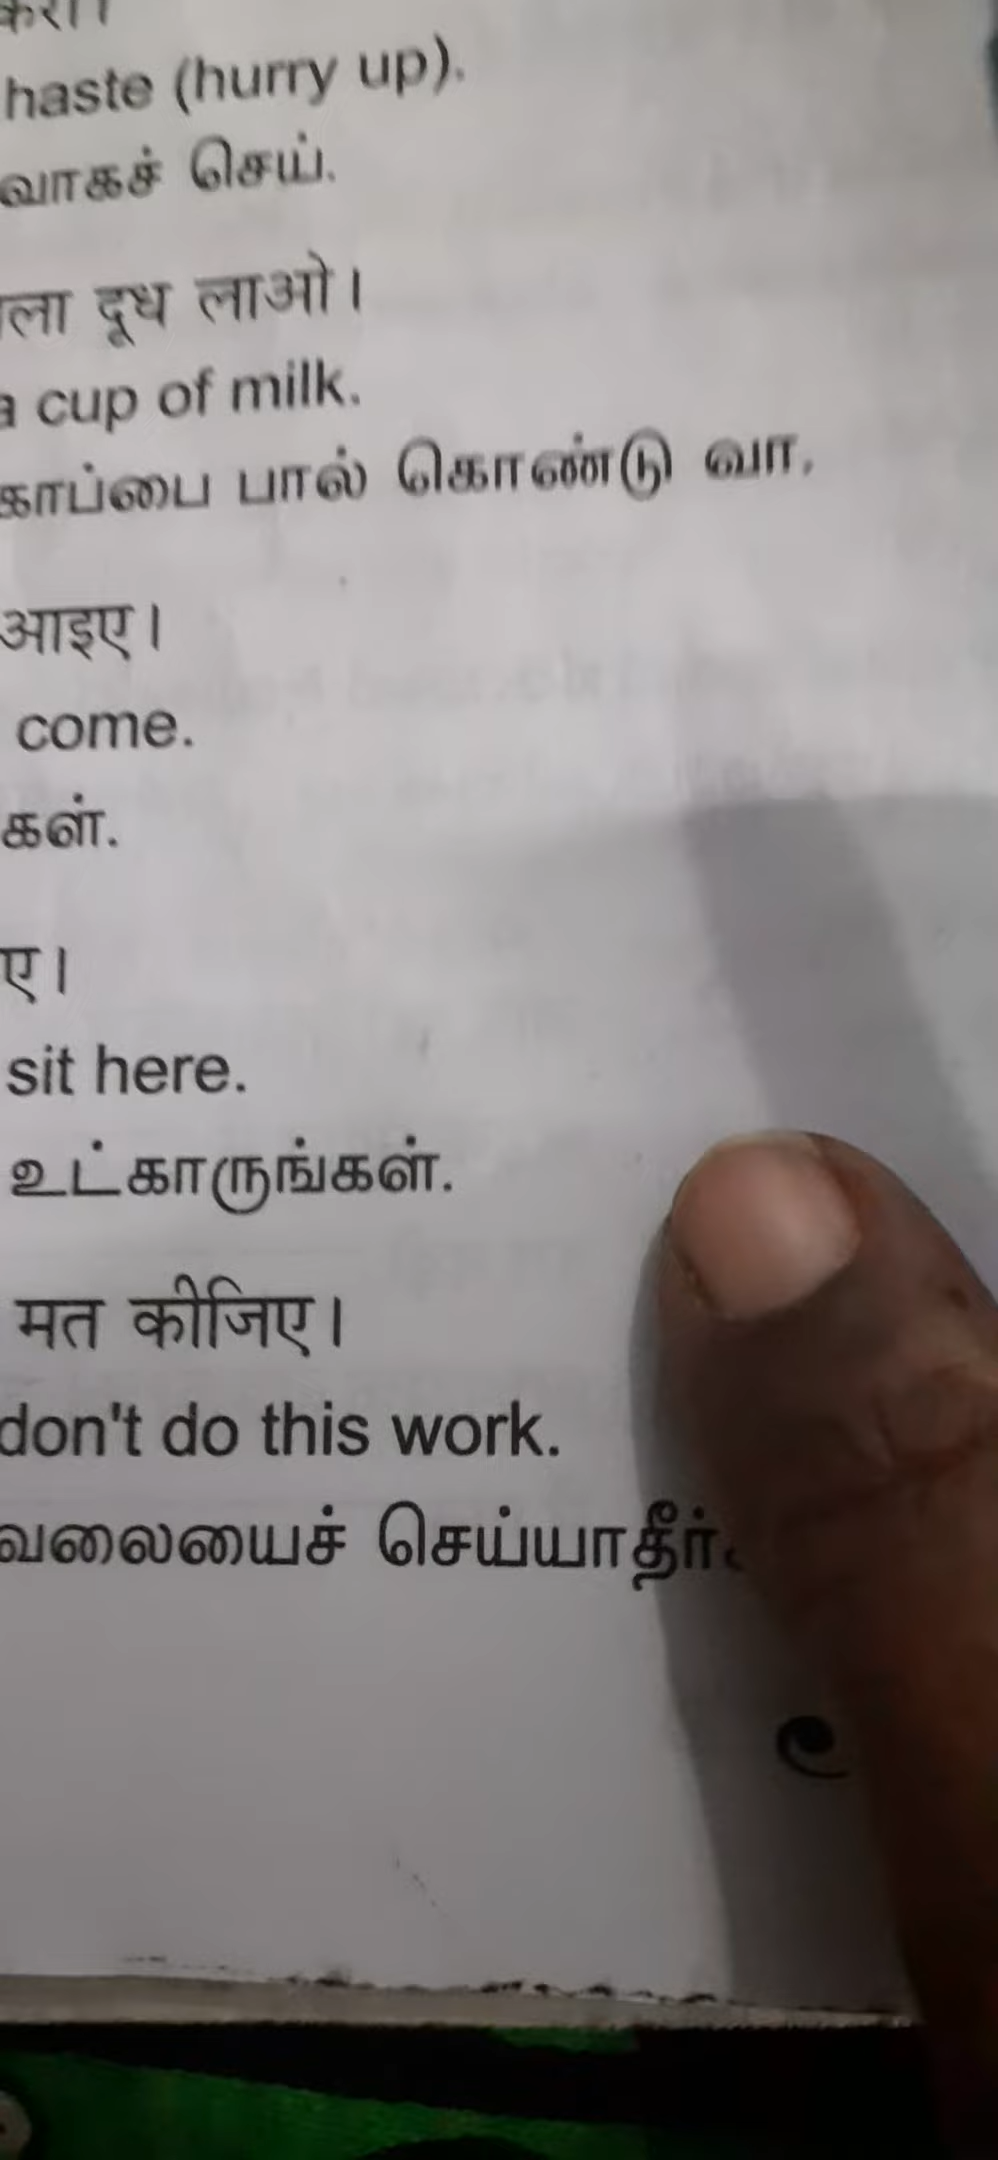 करो।
haste (hurry up).
வாகச் செய்.
दूध लाओ।
a cup of milk.
பால் கொண்டு வா.
आइए।
come.
கள்.
ए।
sit here.
உட்காருங்கள்.
मत कीजिए।
don't do this work.
செய்யாதீர்